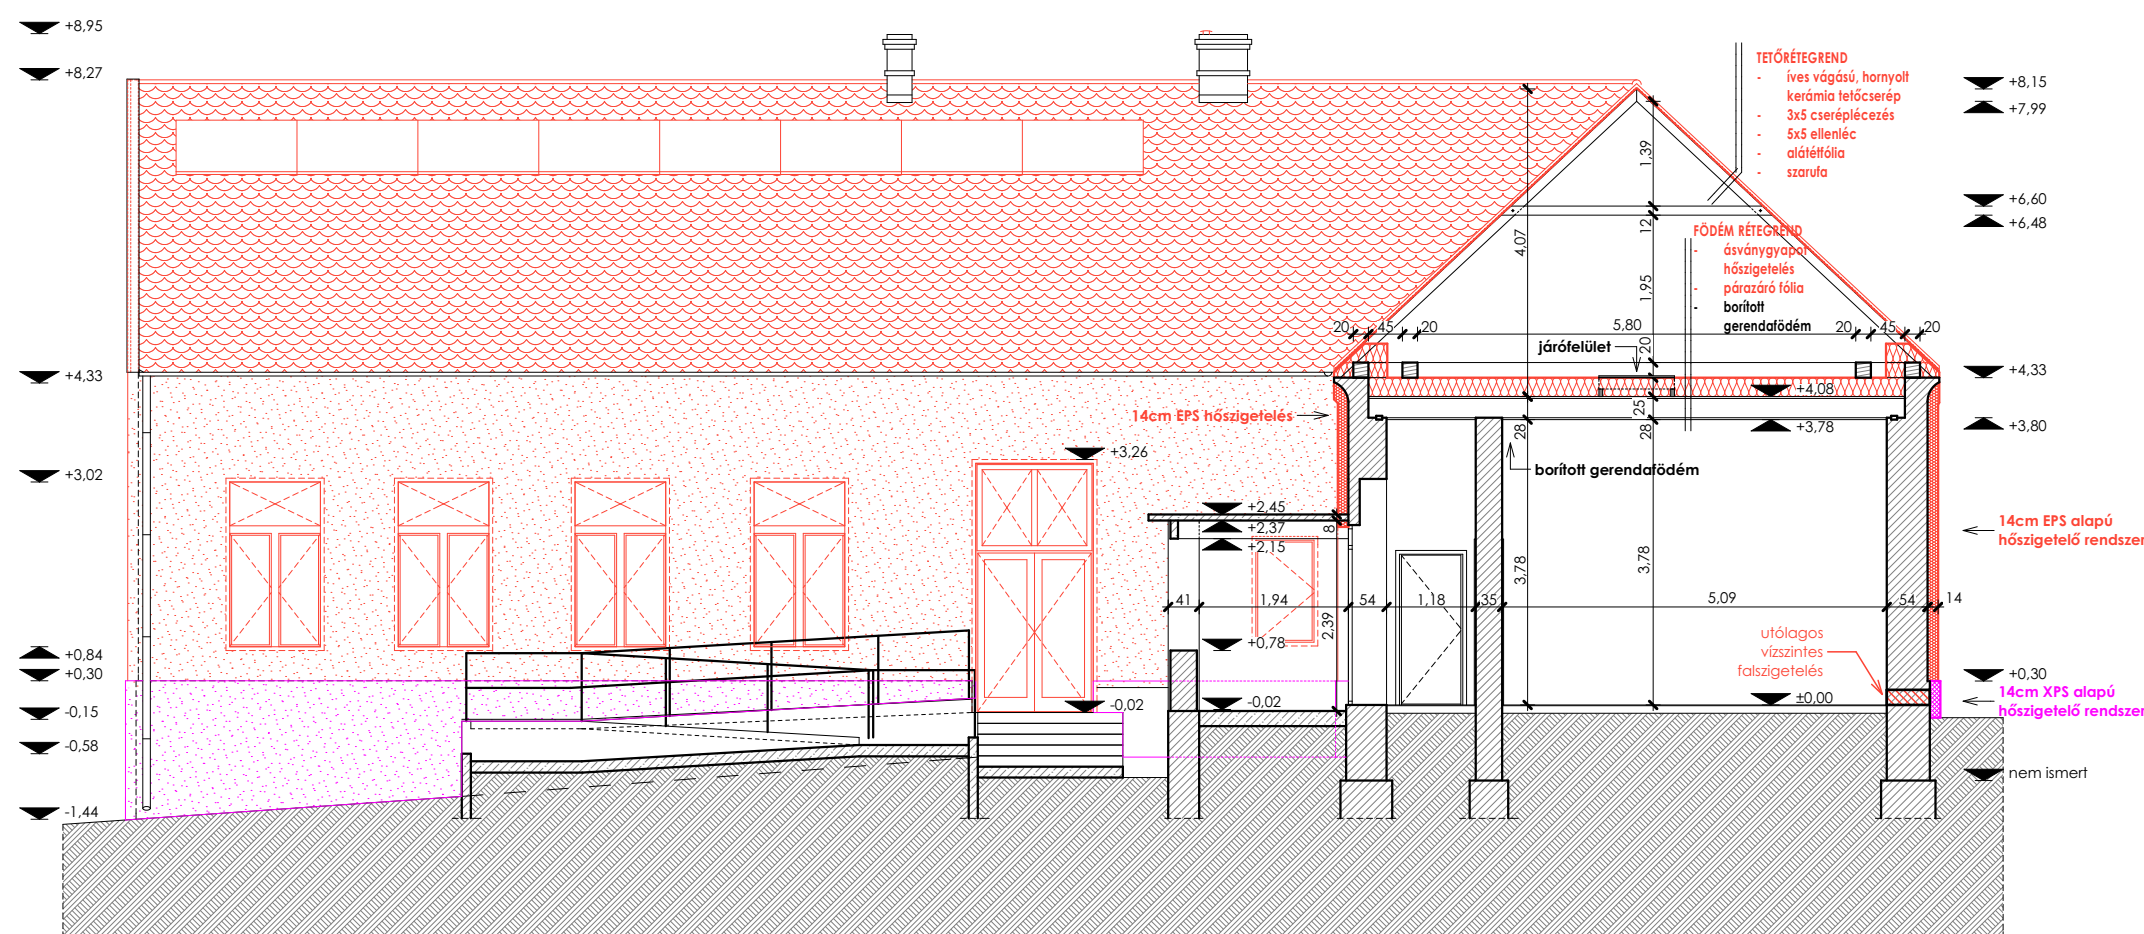 +8,95
+8,27
+4,33
+3,02
+0,84
+0,30
-0,15
-0,58
-1,44
TETŐRÉTEGREND
- íves vágású, hornyolt
kerámia tetőcserép
- 3x5 cseréplécezés
- 5x5 ellenléc
- alátétfólia
- szarufa
FÖDÉM RÉTEGREND
- ásványgyapot
hőszigetelés
- párazáró fólia
- borított
gerendafödém
+8,15
+7,99
+6,60
+6,48
+4,33
+3,80
+0,30
nem ismert
1,39
12
4,07
1,95
20
20 45 20 5,80 20 45 20
járófelület
+4,08
25
+3,78
28
28
14cm EPS hőszigetelés
borított gerendafödém
+3,26
+2,45
+2,37
8
+2,15
3,78
3,78
14cm EPS alapú
hőszigetelő rendszer
41 1,94 54 1,18 35 5,09 54 14
2,39
+0,78
utólagos
vízszintes
falszigetelés
-0,02
-0,02
±0,00
14cm XPS alapú
hőszigetelő rendszer